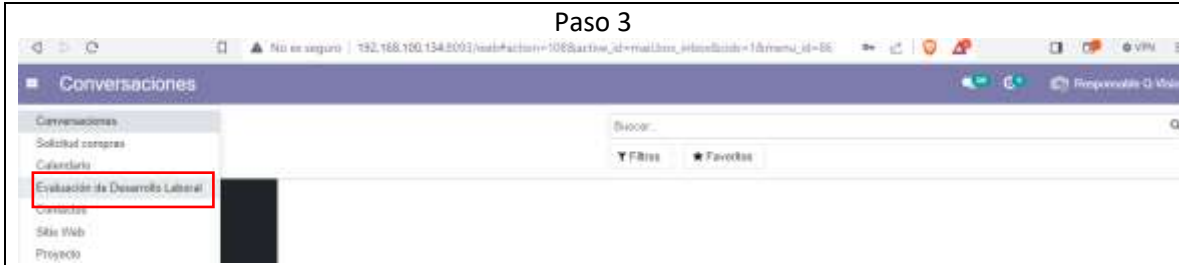 Paso 3
No es seguro
VPN
Conversaciones
Responsable Q
Conversaciones
Buscar...
Solicitud compras
Filtros Favoritos
Calendario
Evaluación de Desarrollo Laboral
Contactos
Sitio Web
Proyecto